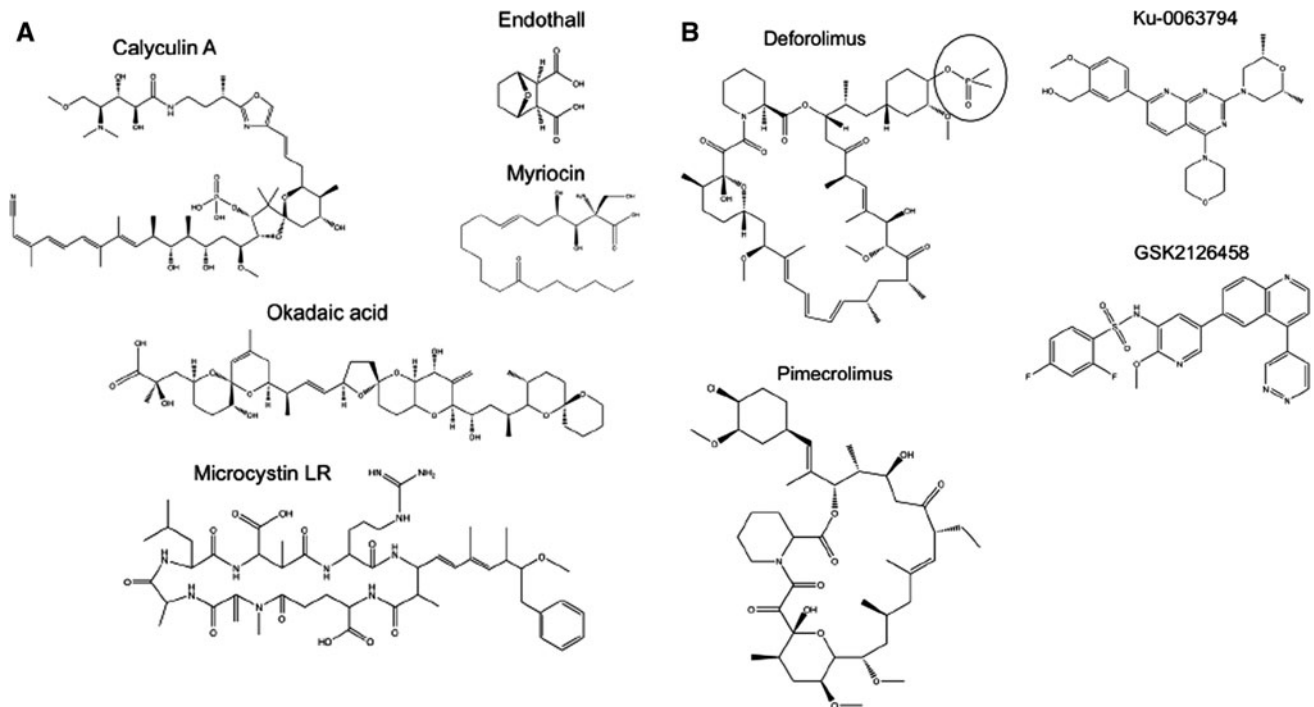 A
Calyculin A
Endothall
Myriocin
Okadaic acid
Microcystin LR
B
Deforolimus
Ku-0063794
GSK2126458
Pimecrolimus